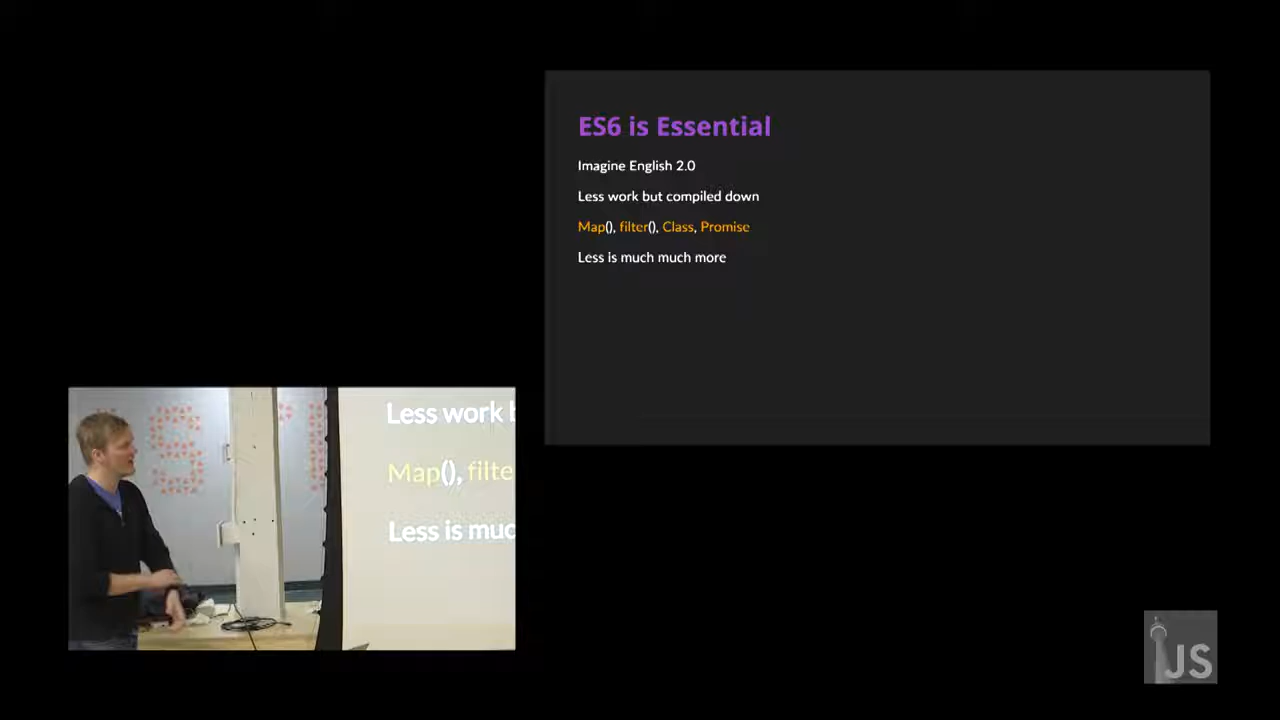 ES6 is Essential
Imagine English 2.0
Less work but compiled down
Map(), filter(), Class, Promise
Less is much much more
Less work b
Map(), filte
Less is muc
JS